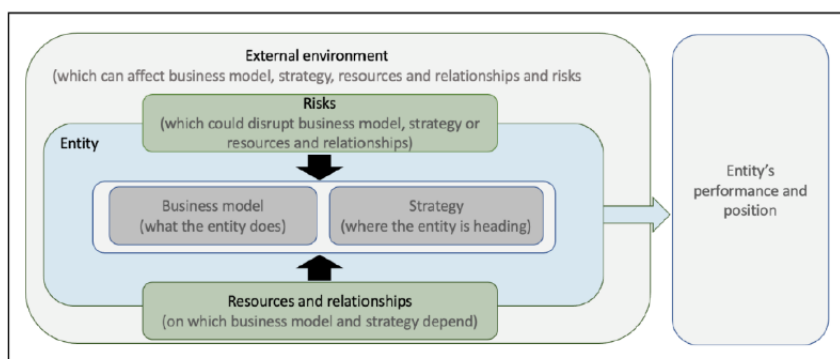 External environment
(which can affect business model, strategy, resources and relationships and risks
Risks
(which could disrupt business model, strategy or
resources and relationships)
Entity
Business model
(what the entity does)
Strategy
(where the entity is heading)
Resources and relationships
(on which business model and strategy depend)
Entity's
performance and
position